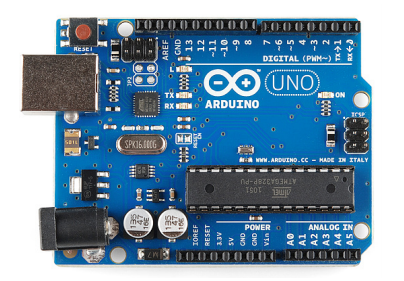 RESET
AREF
GND
13
12
~11
~10
~9
8
7
~6
~5
4
~3
2
TX→1
RX←0
DIGITAL (PWM~)
L
TX
RX
ARDUINO
UNO
ON
ICSP
SPK16.000G
WWW.ARDUINO.CC - MADE IN ITALY
ATMEGA328P-PU
POWER
ANALOG IN
IOREF
RESET
3.3V
5V
GND
GND
Vin
A0
A1
A2
A3
A4
A5